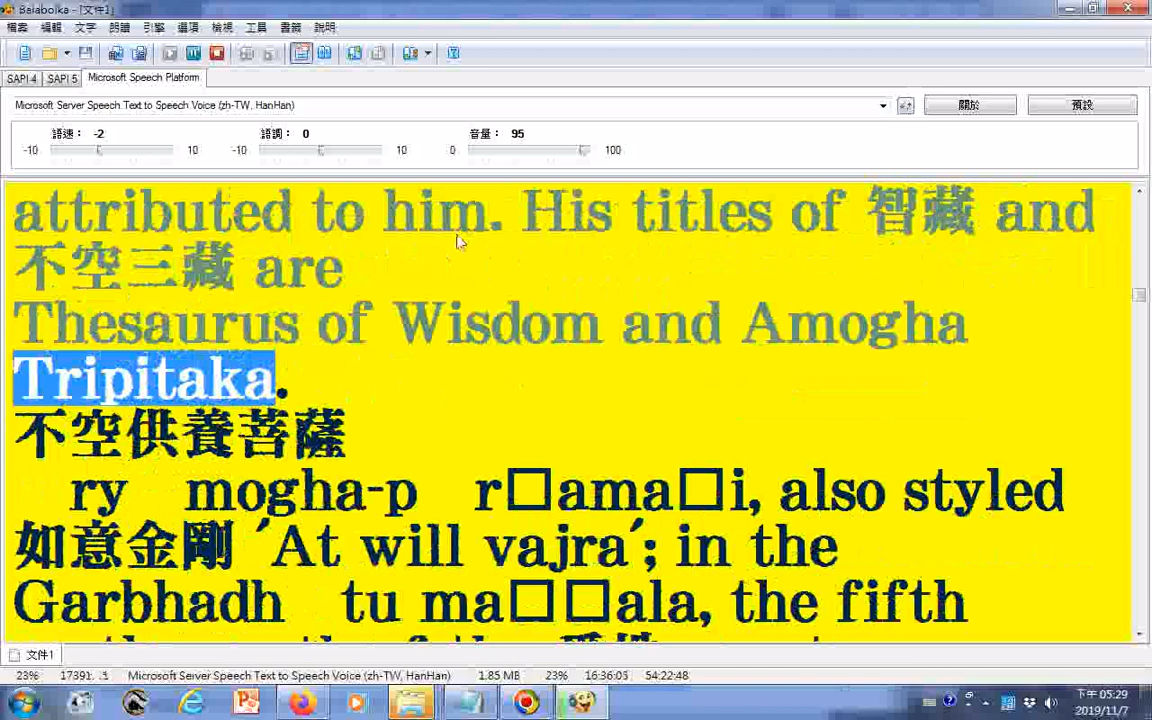 Balabolka - [文件1]
檔案 編輯 文字 朗讀 引擎 選項 檢視 工具 書籤 說明
SAPI 4 SAPI 5 Microsoft Speech Platform
Microsoft Server Speech Text to Speech Voice (zh-TW, HanHan) 關於 預設
語速： -2 語調： 0 音量： 95
-10 10 -10 10 0 100
attributed to him. His titles of 智藏 and
不空三藏 are
Thesaurus of Wisdom and Amogha
Tripitaka.
不空供養菩薩
ry mogha-p r□ama□i, also styled
如意金剛 ′At will vajra′; in the
Garbhadh tu ma□□ala, the fifth
文件1
23% 17391. .1 Microsoft Server Speech Text to Speech Voice (zh-TW, HanHan) 1.85 MB 23% 16:36:03 54:22:48
下午 05:29
2019/11/7